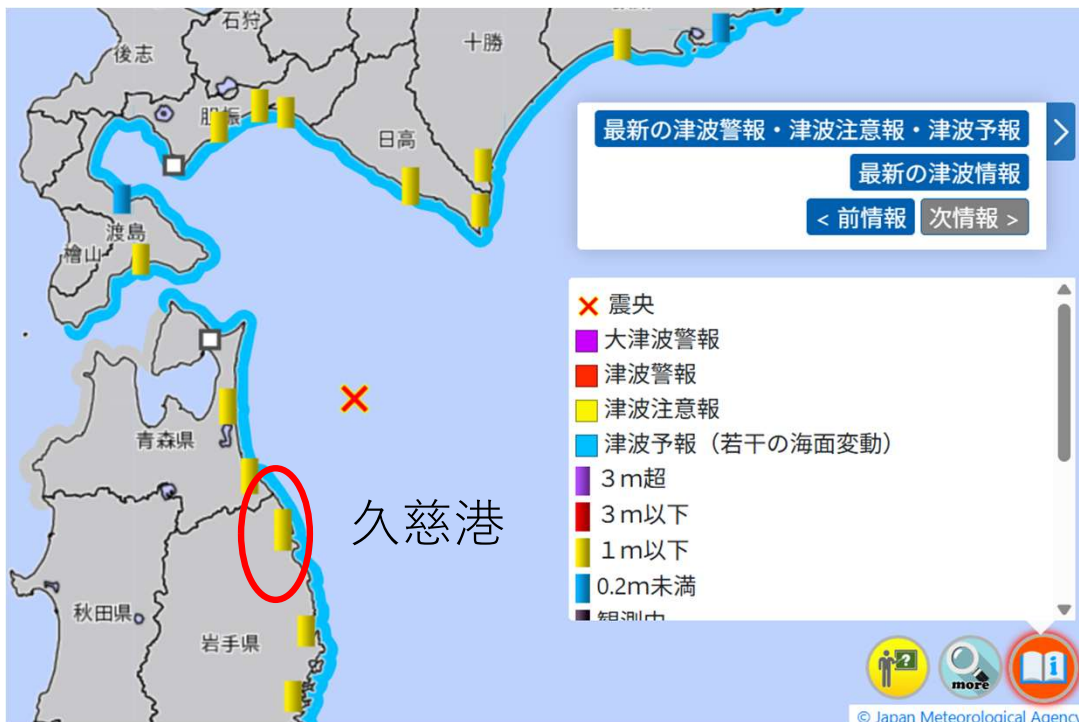 石狩
後志
十勝
胆振
日高
渡島
檜山
青森県
久慈港
秋田県
岩手県
最新の津波警報・津波注意報・津波予報
最新の津波情報
< 前情報 次情報 >
震央
大津波警報
津波警報
津波注意報
津波予報（若干の海面変動）
３ｍ超
３ｍ以下
１ｍ以下
0.2m未満
観測中
?
more
i
© Japan Meteorological Agency